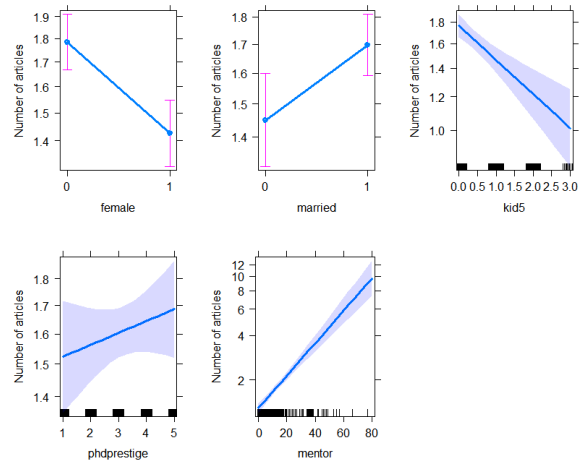 Number of articles
1.9
1.8
1.7
1.6
1.5
1.4
0
1
female
Number of articles
1.8
1.7
1.6
1.5
1.4
0
1
married
Number of articles
1.8
1.6
1.4
1.2
1.0
0.0 0.5 1.0 1.5 2.0 2.5 3.0
kid5
Number of articles
1.8
1.7
1.6
1.5
1.4
1 2 3 4 5
phdprestige
Number of articles
12
10
8
6
4
2
0 20 40 60 80
mentor